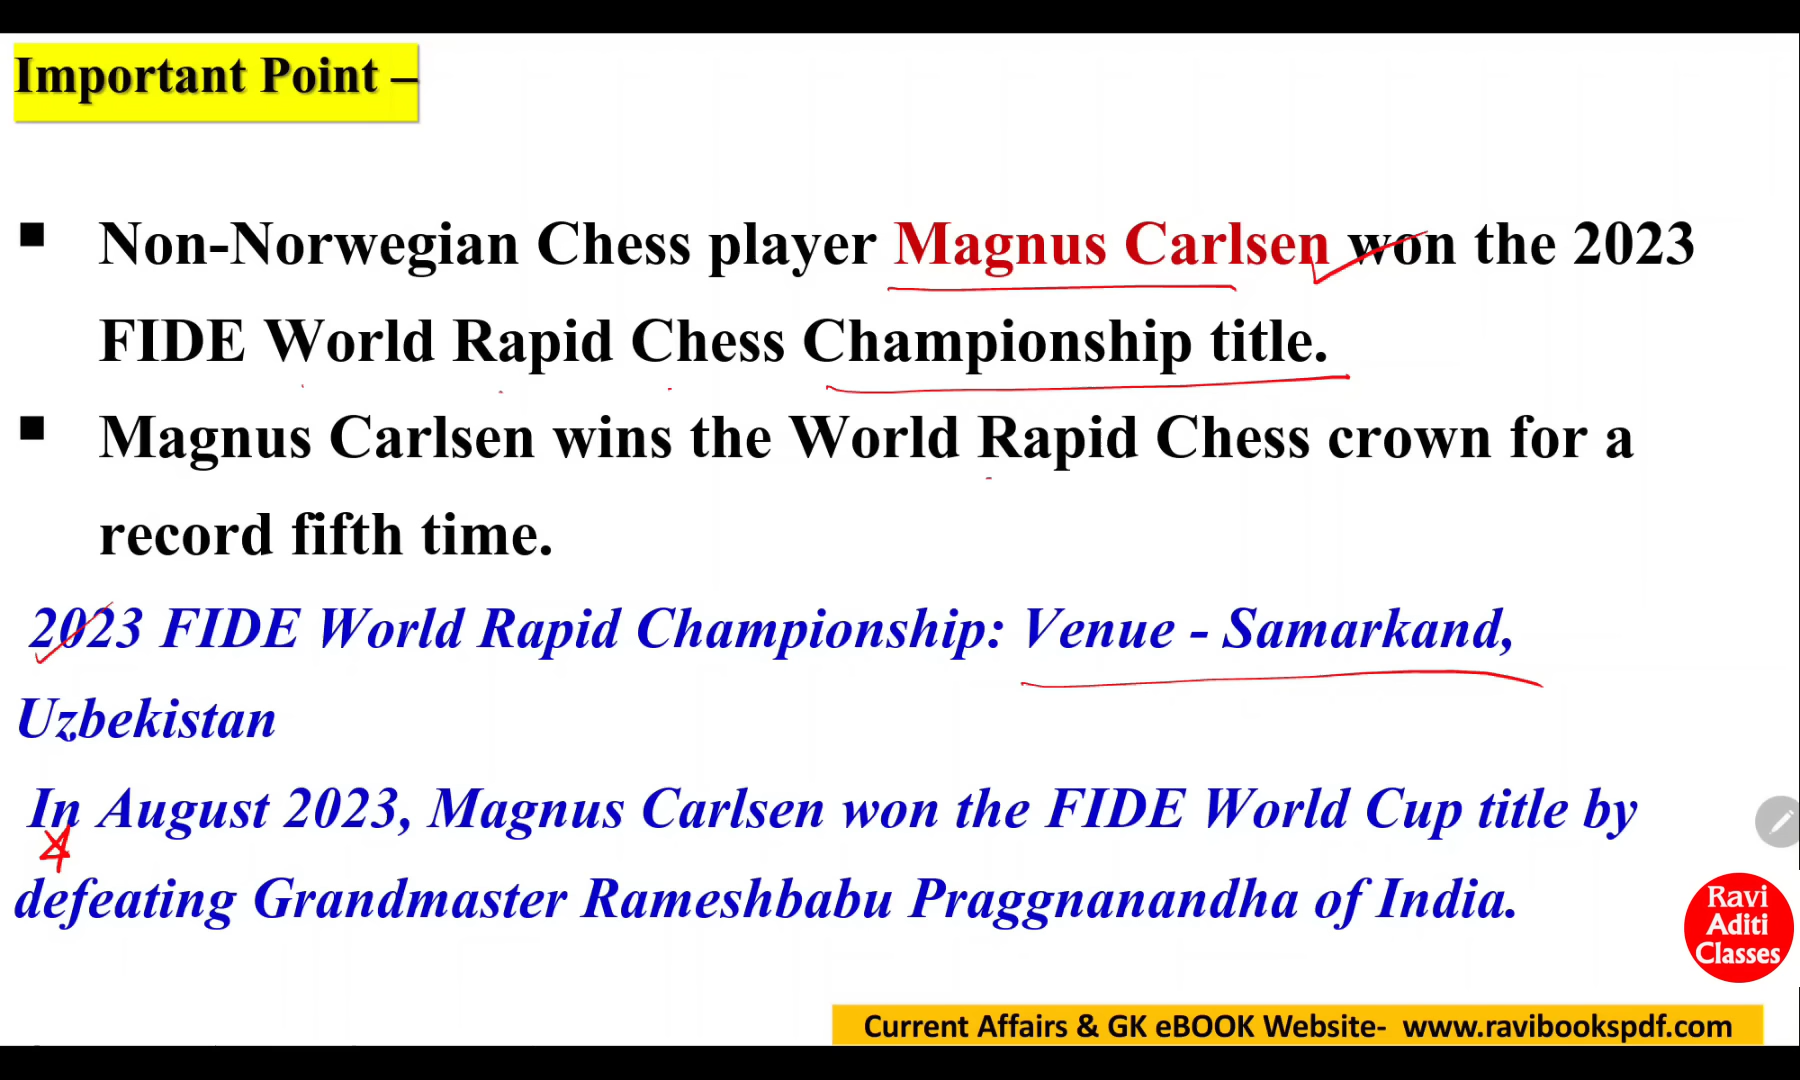 Important Point –
▪ Non-Norwegian Chess player Magnus Carlsen won the 2023
FIDE World Rapid Chess Championship title.
▪ Magnus Carlsen wins the World Rapid Chess crown for a
record fifth time.
2023 FIDE World Rapid Championship: Venue - Samarkand,
Uzbekistan
In August 2023, Magnus Carlsen won the FIDE World Cup title by
defeating Grandmaster Rameshbabu Praggnanandha of India.
Ravi
Aditi
Classes
Current Affairs & GK eBOOK Website- www.ravibookspdf.com